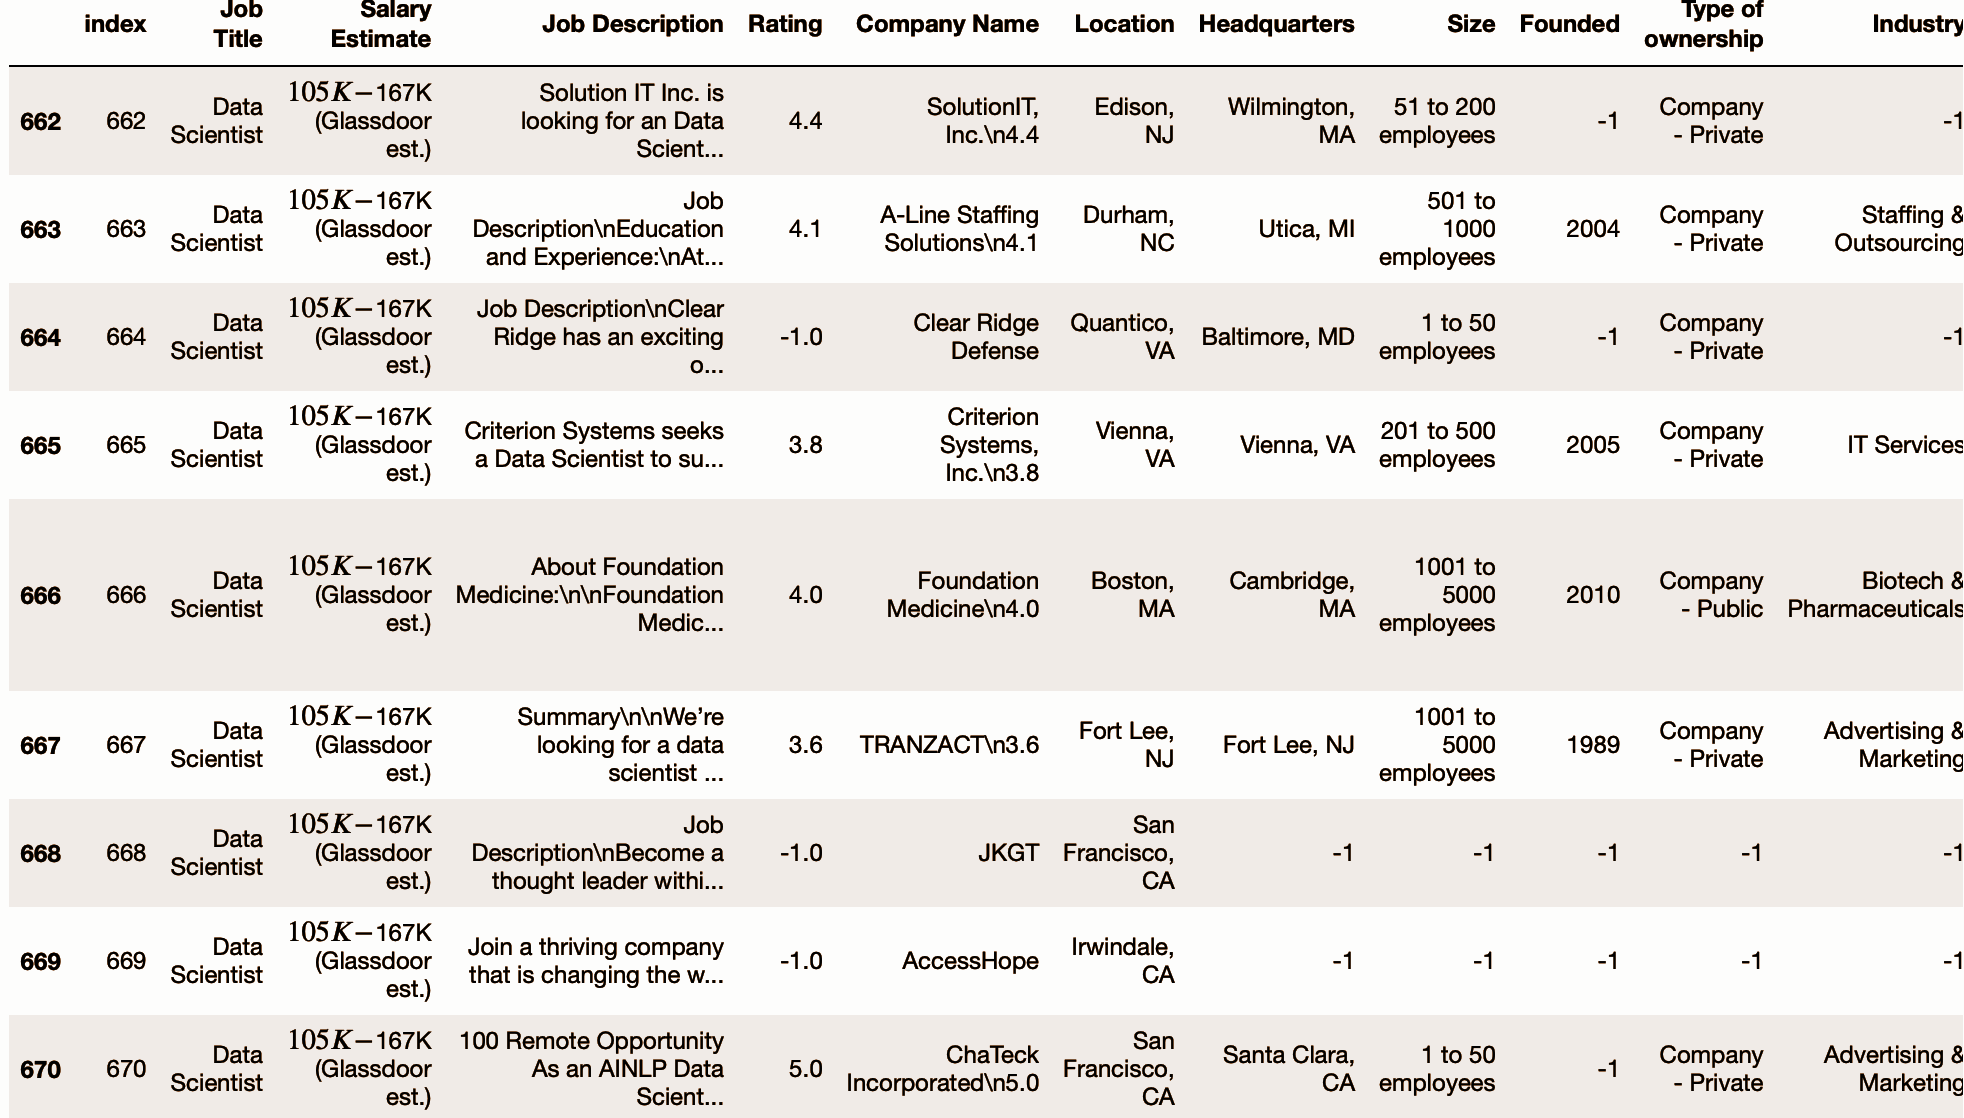 index Job Title Salary Estimate Job Description Rating Company Name Location Headquarters Size Founded Type of ownership Industry
662 662 Data Scientist 105K−167K (Glassdoor est.) Solution IT Inc. is looking for an Data Scient... 4.4 SolutionIT, Inc.\n4.4 Edison, NJ Wilmington, MA 51 to 200 employees -1 Company - Private -1
663 663 Data Scientist 105K−167K (Glassdoor est.) Job Description\nEducation and Experience:\nAt... 4.1 A-Line Staffing Solutions\n4.1 Durham, NC Utica, MI 501 to 1000 employees 2004 Company - Private Staffing & Outsourcing
664 664 Data Scientist 105K−167K (Glassdoor est.) Job Description\nClear Ridge has an exciting o... -1.0 Clear Ridge Defense Quantico, VA Baltimore, MD 1 to 50 employees -1 Company - Private -1
665 665 Data Scientist 105K−167K (Glassdoor est.) Criterion Systems seeks a Data Scientist to su... 3.8 Criterion Systems, Inc.\n3.8 Vienna, VA Vienna, VA 201 to 500 employees 2005 Company - Private IT Services
666 666 Data Scientist 105K−167K (Glassdoor est.) About Foundation Medicine:\n\nFoundation Medic... 4.0 Foundation Medicine\n4.0 Boston, MA Cambridge, MA 1001 to 5000 employees 2010 Company - Public Biotech & Pharmaceuticals
667 667 Data Scientist 105K−167K (Glassdoor est.) Summary\n\nWe’re looking for a data scientist ... 3.6 TRANZACT\n3.6 Fort Lee, NJ Fort Lee, NJ 1001 to 5000 employees 1989 Company - Private Advertising & Marketing
668 668 Data Scientist 105K−167K (Glassdoor est.) Job Description\nBecome a thought leader withi... -1.0 JKGT San Francisco, CA -1 -1 -1 -1 -1
669 669 Data Scientist 105K−167K (Glassdoor est.) Join a thriving company that is changing the w... -1.0 AccessHope Irwindale, CA -1 -1 -1 -1 -1
670 670 Data Scientist 105K−167K (Glassdoor est.) 100 Remote Opportunity As an AINLP Data Scient... 5.0 ChaTeck Incorporated\n5.0 San Francisco, CA Santa Clara, CA 1 to 50 employees -1 Company - Private Advertising & Marketing